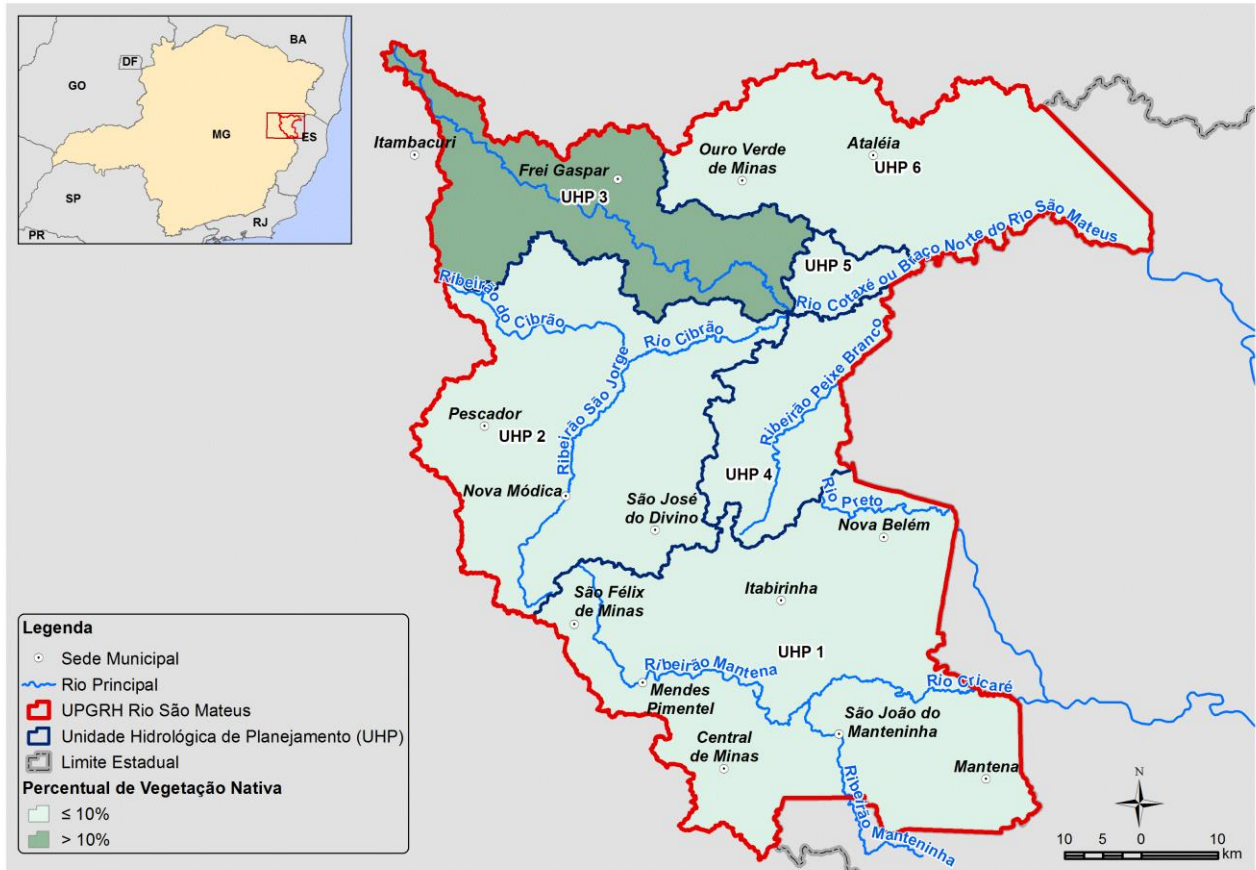 BA
DF
GO
MG
ES
SP
RJ
PR
Itambacuri
Frei Gaspar
UHP 3
Ouro Verde
de Minas
Ataléia
UHP 6
UHP 5
Rio Cotaxé ou Braço Norte do Rio São Mateus
Ribeirão do Cibrão
Rio Cibrão
Ribeirão São Jorge
Ribeirão Peixe Branco
Pescador
UHP 2
UHP 4
Nova Módica
São José
do Divino
Rio Preto
Nova Belém
São Félix
de Minas
Itabirinha
UHP 1
Ribeirão Mantena
Rio Cricaré
Mendes
Pimentel
São João do
Manteninha
Central
de Minas
Mantena
Ribeirão Manteninha
Legenda
Sede Municipal
Rio Principal
UPGRH Rio São Mateus
Unidade Hidrológica de Planejamento (UHP)
Limite Estadual
Percentual de Vegetação Nativa
≤ 10%
> 10%
N
10 5 0 10
km